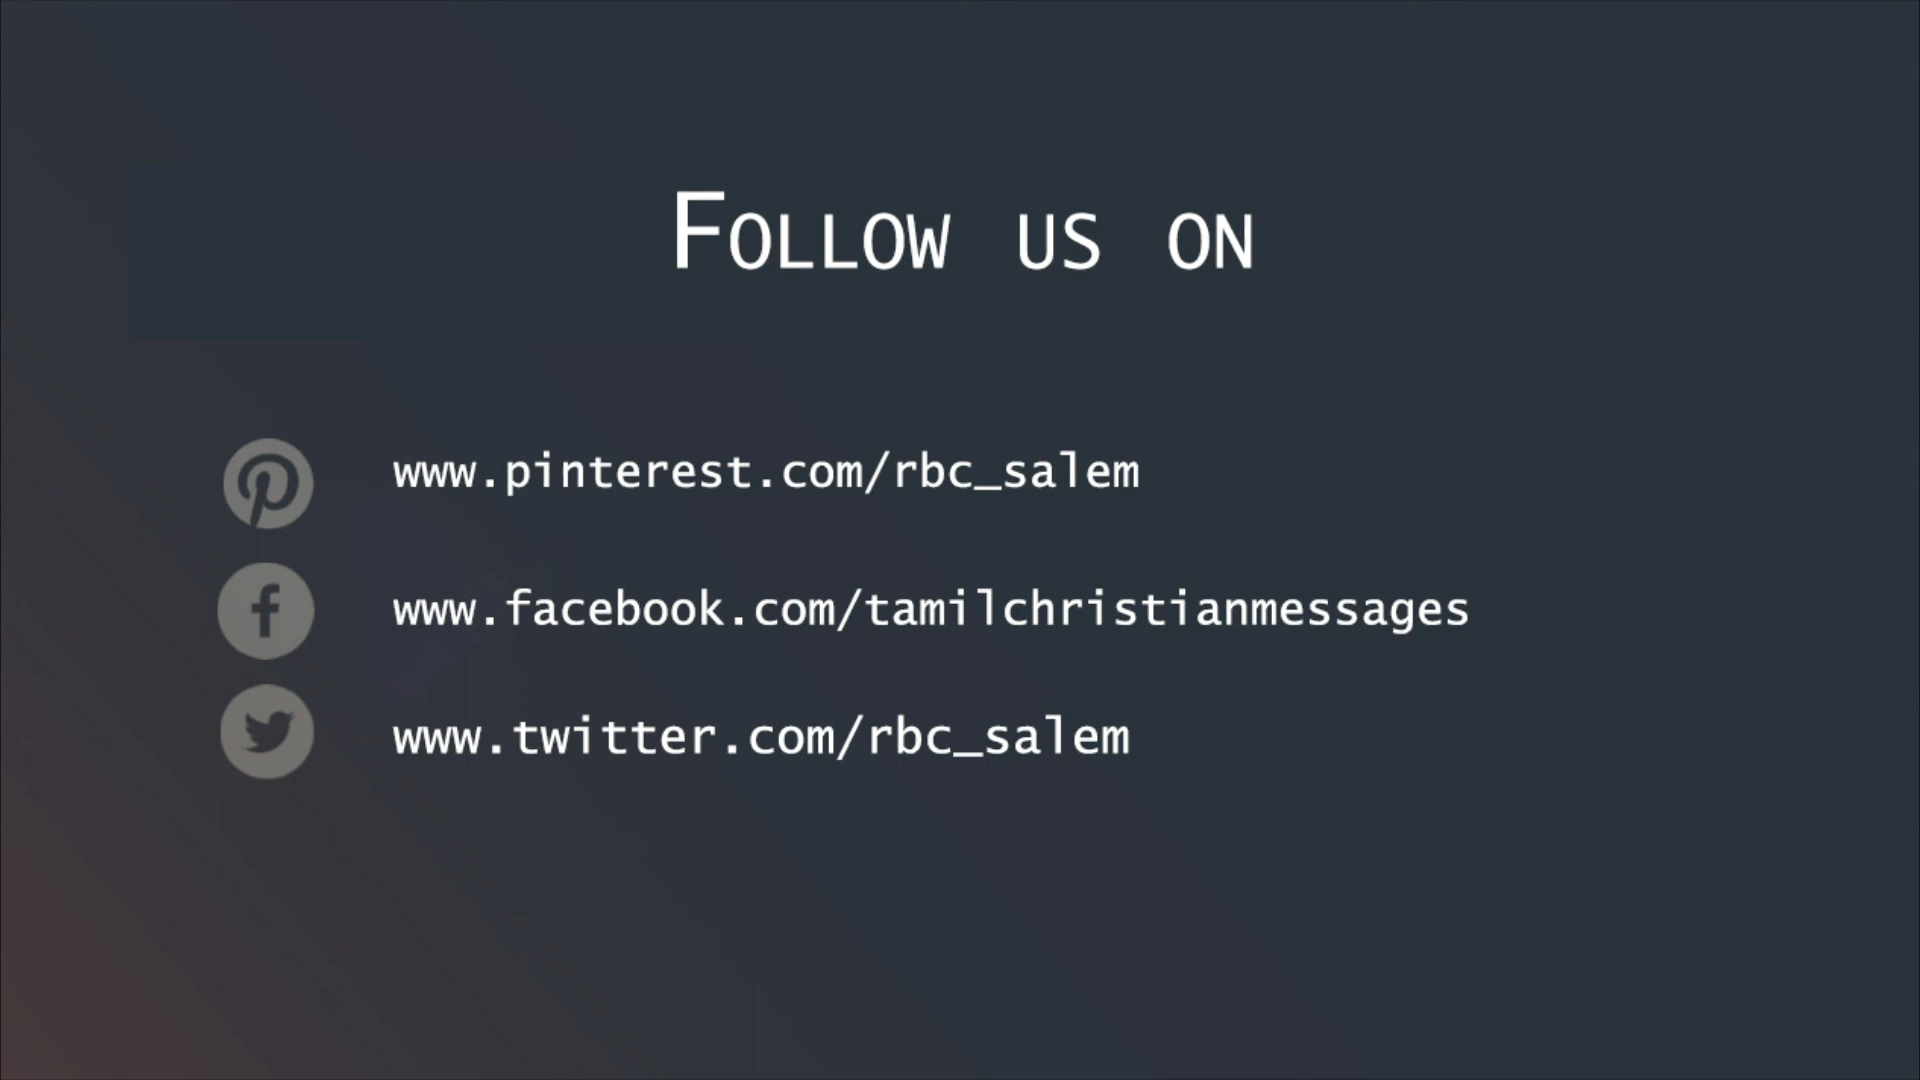 Follow us on
www.pinterest.com/rbc_salem
www.facebook.com/tamilchristianmessages
www.twitter.com/rbc_salem